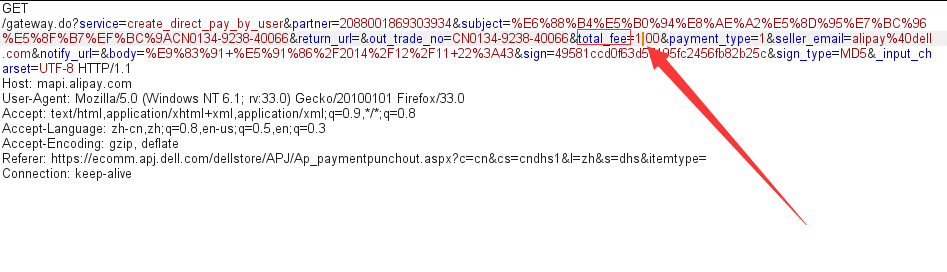 GET
/gateway.do?service=create_direct_pay_by_user&partner=2088001869303934&subject=%E6%88%B4%E5%B0%94%E8%AE%A2%E5%8D%95%E7%BC%96
%E5%8F%B7%EF%BC%9ACN0134-9238-40066&return_url=&out_trade_no=CN0134-9238-40066&total_fee=1.00&payment_type=1&seller_email=alipay%40dell
.com&notify_url=&body=%E9%83%91+%E5%91%86%2F2014%2F12%2F11+22%3A43&sign=49581ccd0f63d5 95fc2456fb82b25c&sign_type=MD5&_input_ch
arset=UTF-8 HTTP/1.1
Host: mapi.alipay.com
User-Agent: Mozilla/5.0 (Windows NT 6.1; rv:33.0) Gecko/20100101 Firefox/33.0
Accept: text/html,application/xhtml+xml,application/xml;q=0.9,*/*;q=0.8
Accept-Language: zh-cn,zh;q=0.8,en-us;q=0.5,en;q=0.3
Accept-Encoding: gzip, deflate
Referer: https://ecomm.apj.dell.com/dellstore/APJ/Ap_paymentpunchout.aspx?c=cn&cs=cndhs1&l=zh&s=dhs&itemtype=
Connection: keep-alive